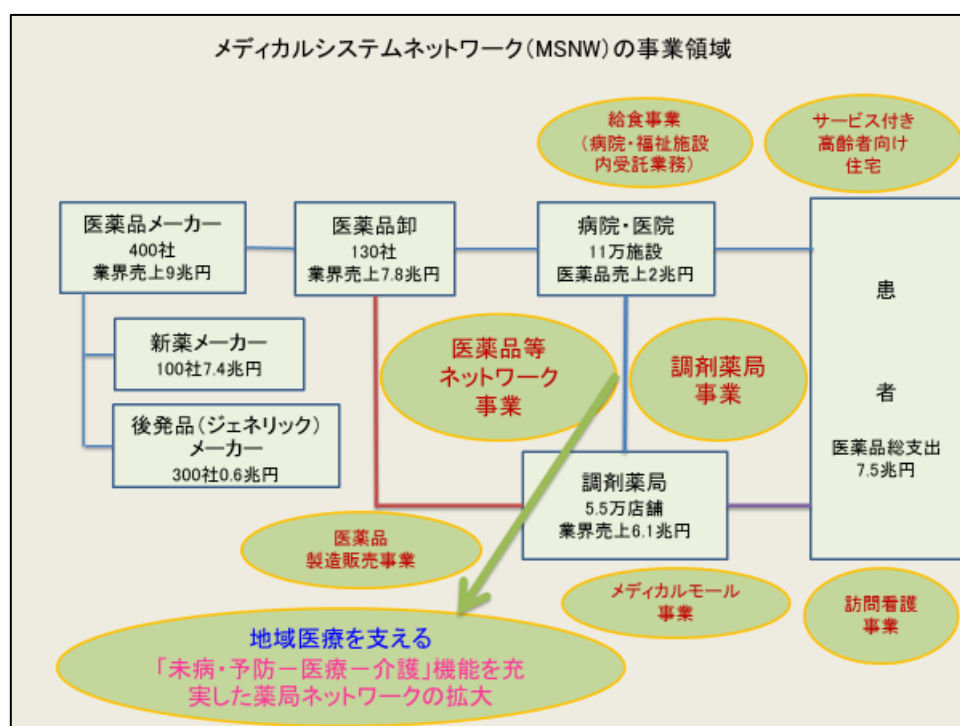 メディカルシステムネットワーク(MSNW)の事業領域
給食事業
(病院・福祉施設
内受託業務)
サービス付き
高齢者向け
住宅
医薬品メーカー
400社
業界売上9兆円
医薬品卸
130社
業界売上7.8兆円
病院・医院
11万施設
医薬品売上2兆円
患
者
医薬品総支出
7.5兆円
新薬メーカー
100社7.4兆円
後発品(ジェネリック)
メーカー
300社0.6兆円
医薬品等
ネットワーク
事業
調剤薬局
事業
調剤薬局
5.5万店舗
業界売上6.1兆円
医薬品
製造販売事業
メディカルモール
事業
訪問看護
事業
地域医療を支える
「未病・予防－医療－介護」機能を充
実した薬局ネットワークの拡大